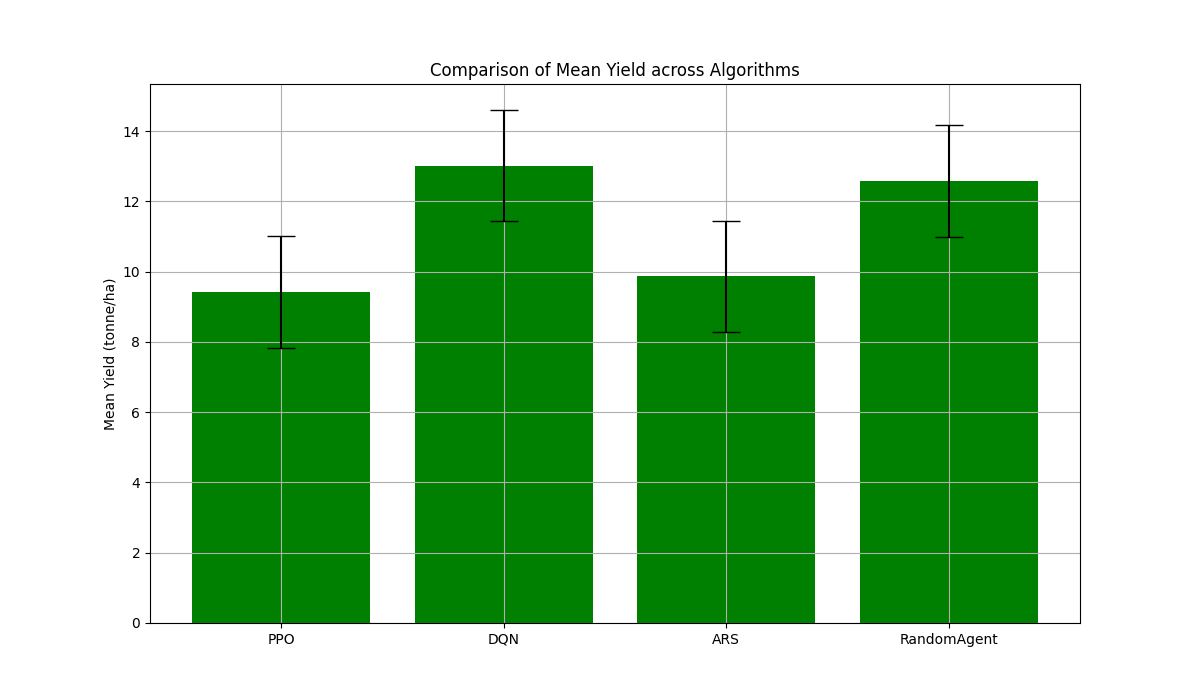 Comparison of Mean Yield across Algorithms
Mean Yield (tonne/ha)
14
12
10
8
6
4
2
0
PPO DQN ARS RandomAgent